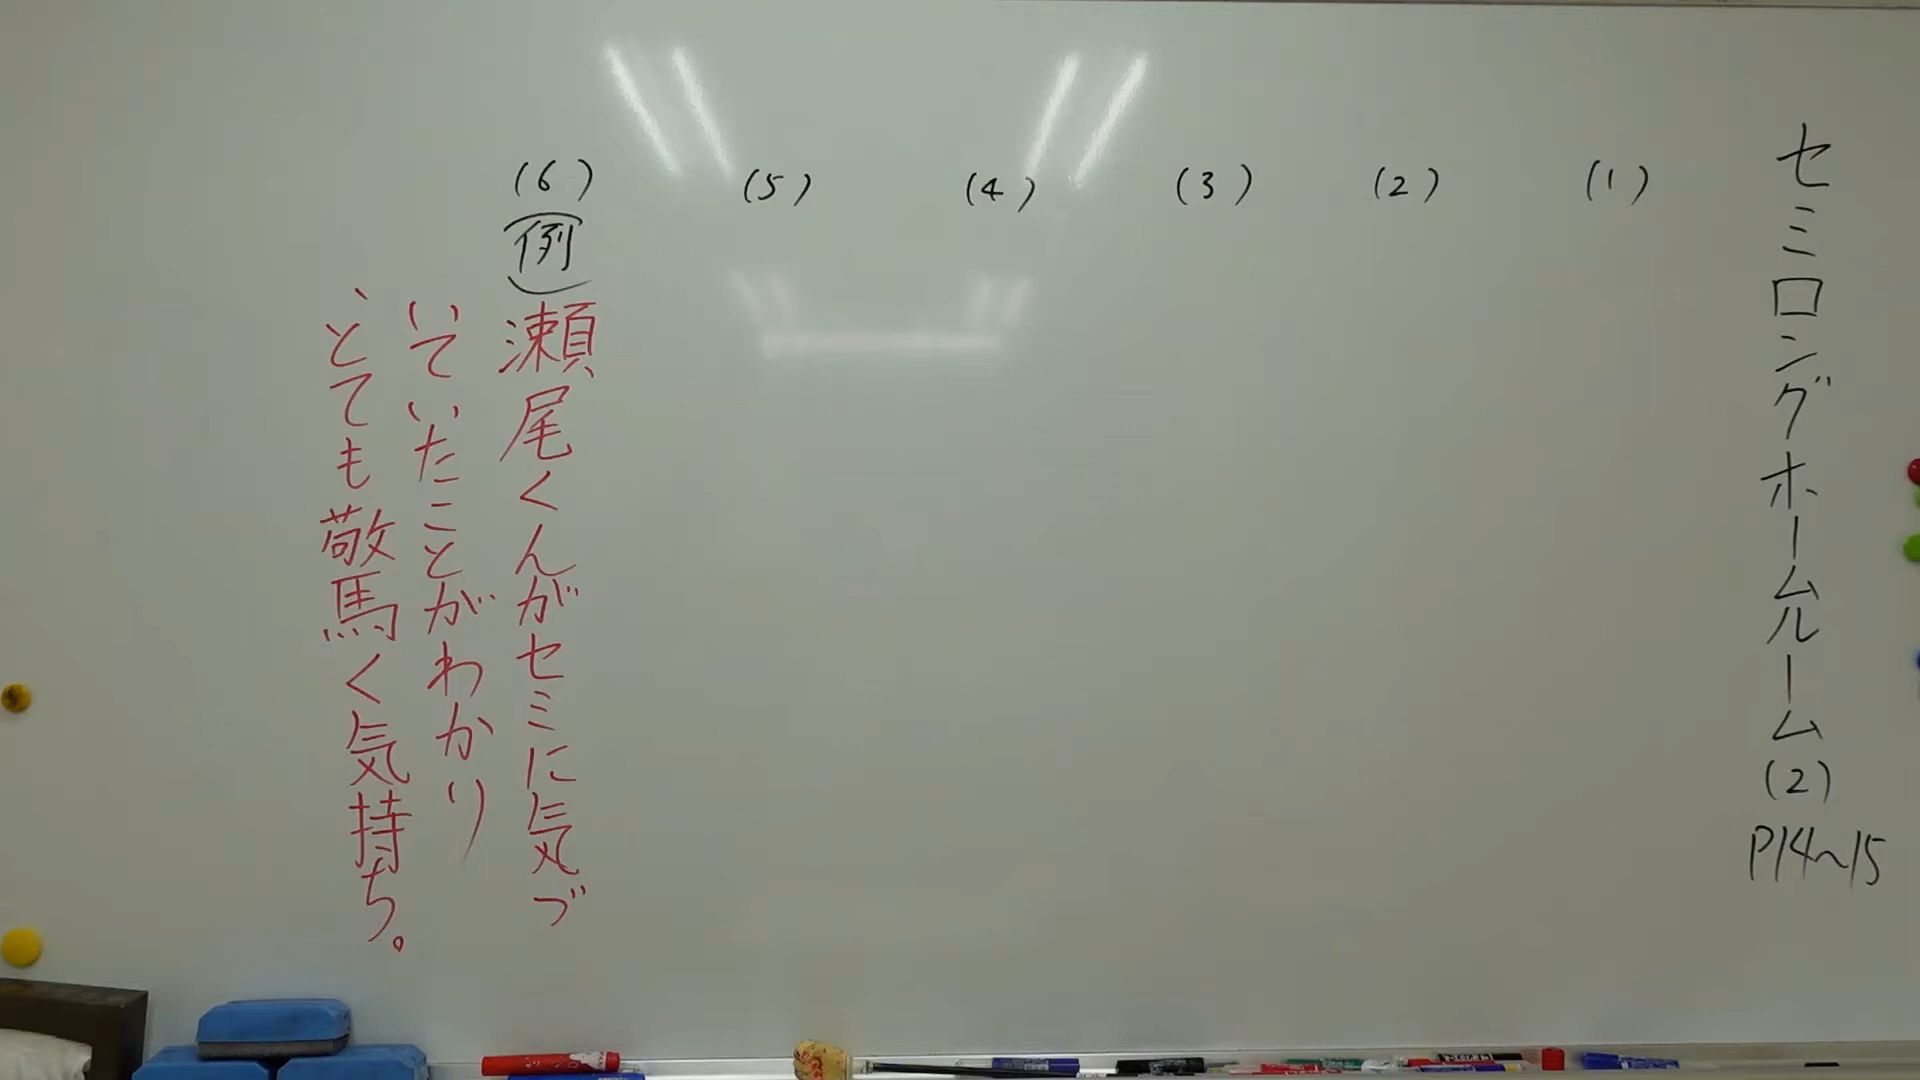 セミロングホームルーム(2) P14~15
(1)
(2)
(3)
(4)
(5)
(6)
例
瀬尾くんがセミに気づ
いていたことがわかり
、とても驚く気持ち。